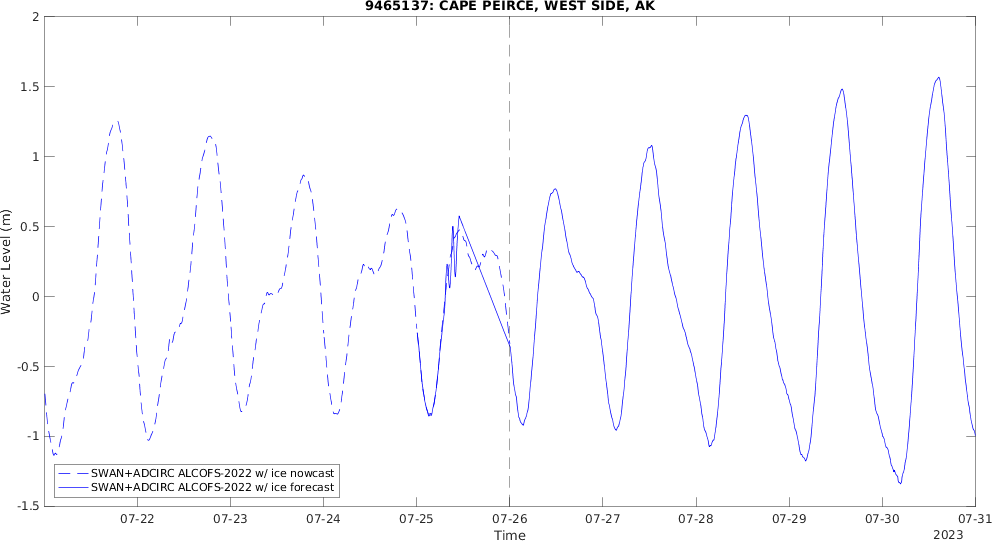 9465137: CAPE PEIRCE, WEST SIDE, AK
2
1.5
1
0.5
0
-0.5
-1
-1.5
Water Level (m)
SWAN+ADCIRC ALCOFS-2022 w/ ice nowcast
SWAN+ADCIRC ALCOFS-2022 w/ ice forecast
07-22 07-23 07-24 07-25 07-26 07-27 07-28 07-29 07-30 07-31
Time
2023